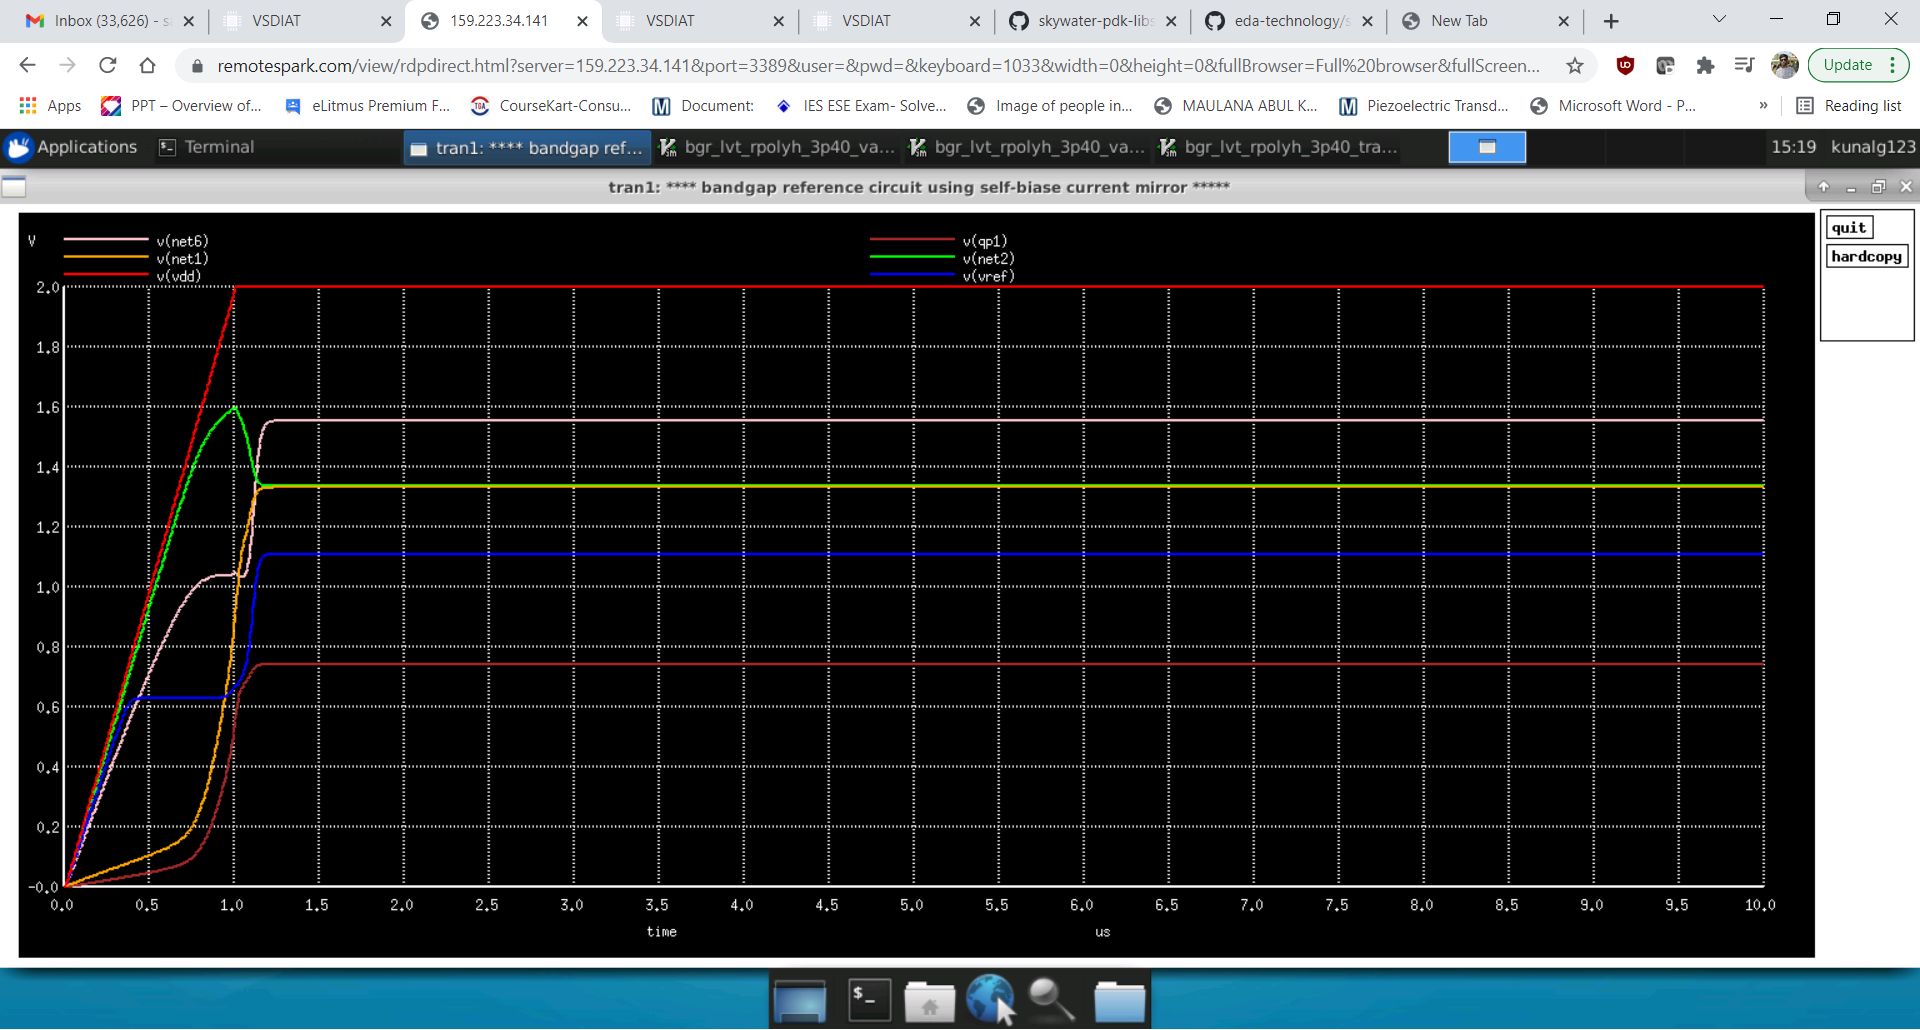 Inbox (33,626) - s
VSDIAT
159.223.34.141
VSDIAT
VSDIAT
skywater-pdk-libs
eda-technology/s
New Tab
remotespark.com/view/rdpdirect.html?server=159.223.34.141&port=3389&user=&pwd=&keyboard=1033&width=0&height=0&fullBrowser=Full%20browser&fullScreen...
Update
Apps
PPT – Overview of...
eLitmus Premium F...
CourseKart-Consu...
Document:
IES ESE Exam- Solve...
Image of people in...
MAULANA ABUL K...
Piezoelectric Transd...
Microsoft Word - P...
»
Reading list
Applications
Terminal
tran1: **** bandgap ref...
bgr_lvt_rpolyh_3p40_va...
bgr_lvt_rpolyh_3p40_va...
bgr_lvt_rpolyh_3p40_tra...
15:19
kunalg123
tran1: **** bandgap reference circuit using self-biase current mirror *****
quit
hardcopy
V
v(net6)
v(net1)
v(vdd)
v(qp1)
v(net2)
v(vref)
2.0
1.8
1.6
1.4
1.2
1.0
0.8
0.6
0.4
0.2
-0.0
0.0 0.5 1.0 1.5 2.0 2.5 3.0 3.5 4.0 4.5 5.0 5.5 6.0 6.5 7.0 7.5 8.0 8.5 9.0 9.5 10.0
time us
$_